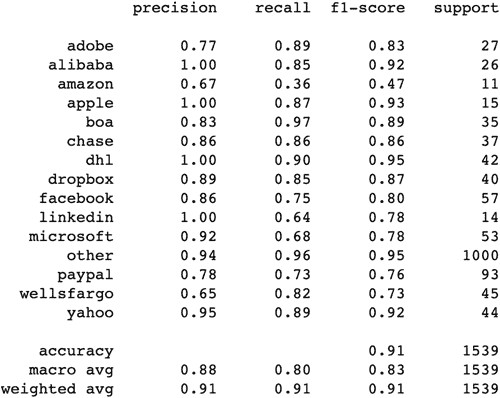 precision recall f1-score support
adobe 0.77 0.89 0.83 27
alibaba 1.00 0.85 0.92 26
amazon 0.67 0.36 0.47 11
apple 1.00 0.87 0.93 15
boa 0.83 0.97 0.89 35
chase 0.86 0.86 0.86 37
dhl 1.00 0.90 0.95 42
dropbox 0.89 0.85 0.87 40
facebook 0.86 0.75 0.80 57
linkedin 1.00 0.64 0.78 14
microsoft 0.92 0.68 0.78 53
other 0.94 0.96 0.95 1000
paypal 0.78 0.73 0.76 93
wellsfargo 0.65 0.82 0.73 45
yahoo 0.95 0.89 0.92 44
accuracy 0.91 1539
macro avg 0.88 0.80 0.83 1539
weighted avg 0.91 0.91 0.91 1539